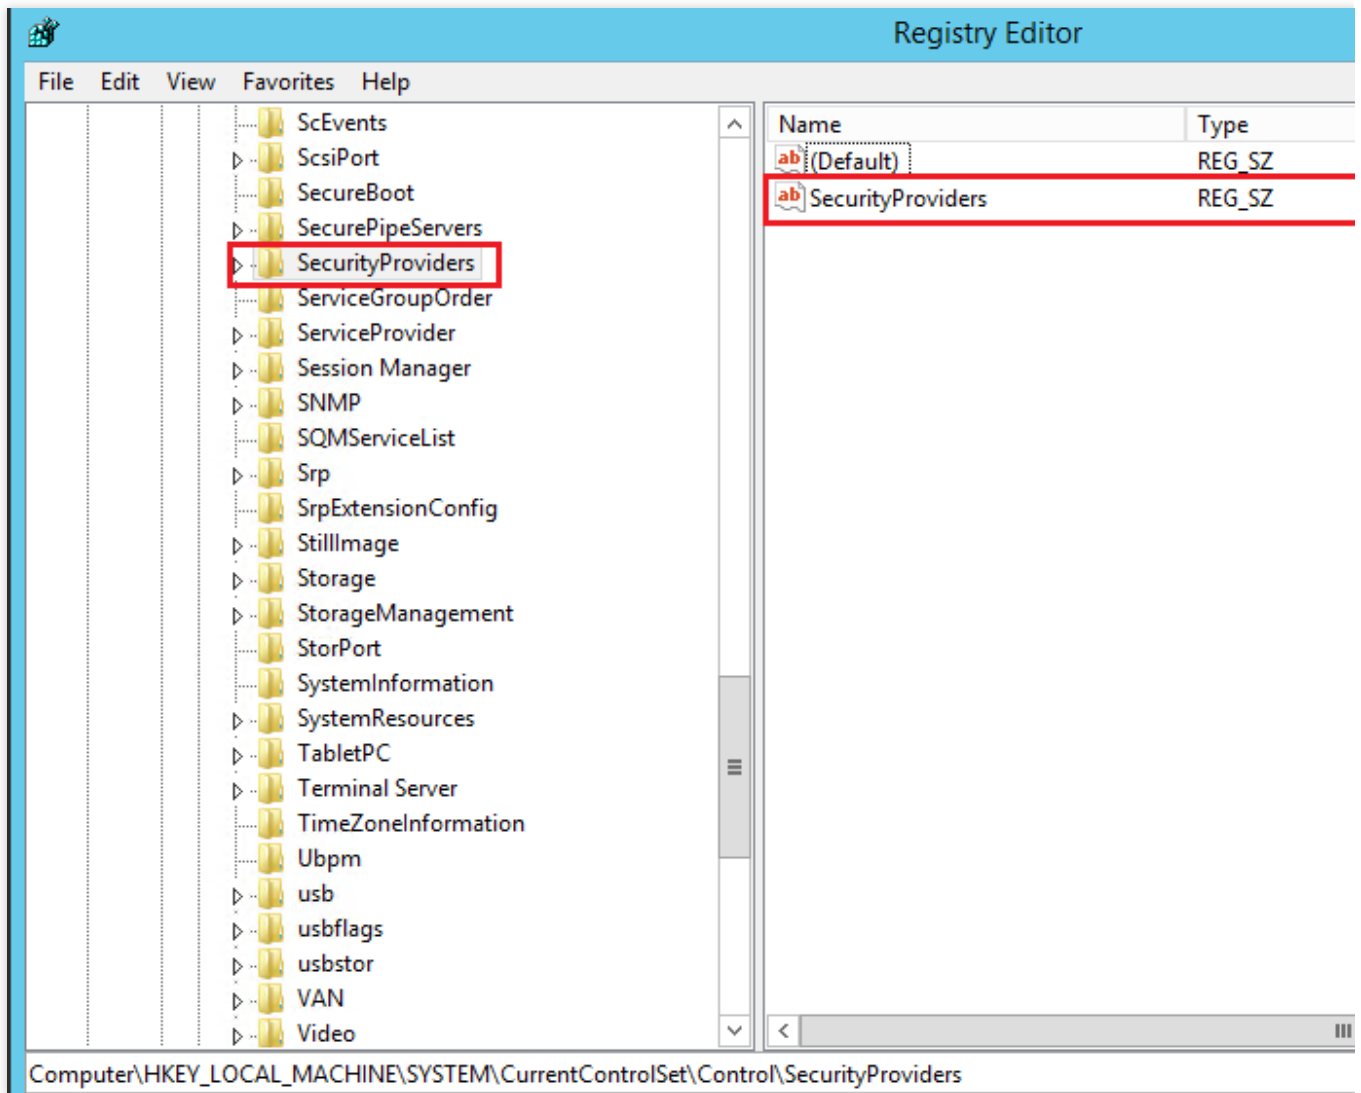 Registry Editor
File Edit View Favorites Help
ScEvents
ScsiPort
SecureBoot
SecurePipeServers
SecurityProviders
ServiceGroupOrder
ServiceProvider
Session Manager
SNMP
SQMServiceList
Srp
SrpExtensionConfig
StillImage
Storage
StorageManagement
StorPort
SystemInformation
SystemResources
TabletPC
Terminal Server
TimeZoneInformation
Ubpm
usb
usbflags
usbstor
VAN
Video
Name Type
ab (Default) REG_SZ
ab SecurityProviders REG_SZ
Computer\HKEY_LOCAL_MACHINE\SYSTEM\CurrentControlSet\Control\SecurityProviders